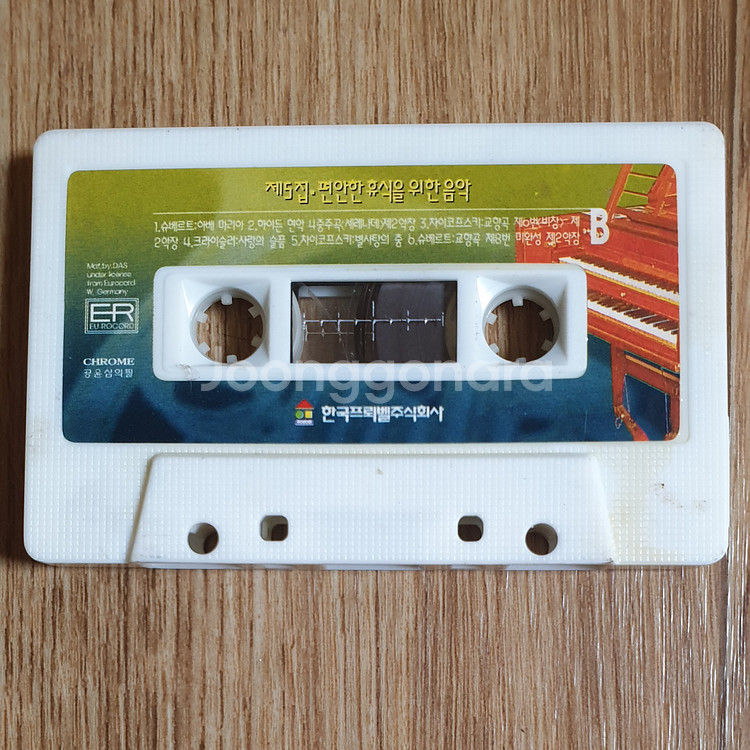 제5집. 편안한 휴식을 위한 음악
1.슈베르트:아베 마리아 2.하이든 현악 4중주곡(세레나데)제2악장 3.차이코프스키:교향곡 제6번(비창)- 제
2악장 4.크라이슬러:사랑의 슬픔 5.차이코프스키:별사탕의 춤 6.슈베르트:교향곡 제8번 미완성 제2악장
B
Mat.by.DAS
under license
from Eurocord
W. Germany
ER
EUROCORD
CHROME
공윤심의필
Joonggonara
한국프뢰벨주식회사